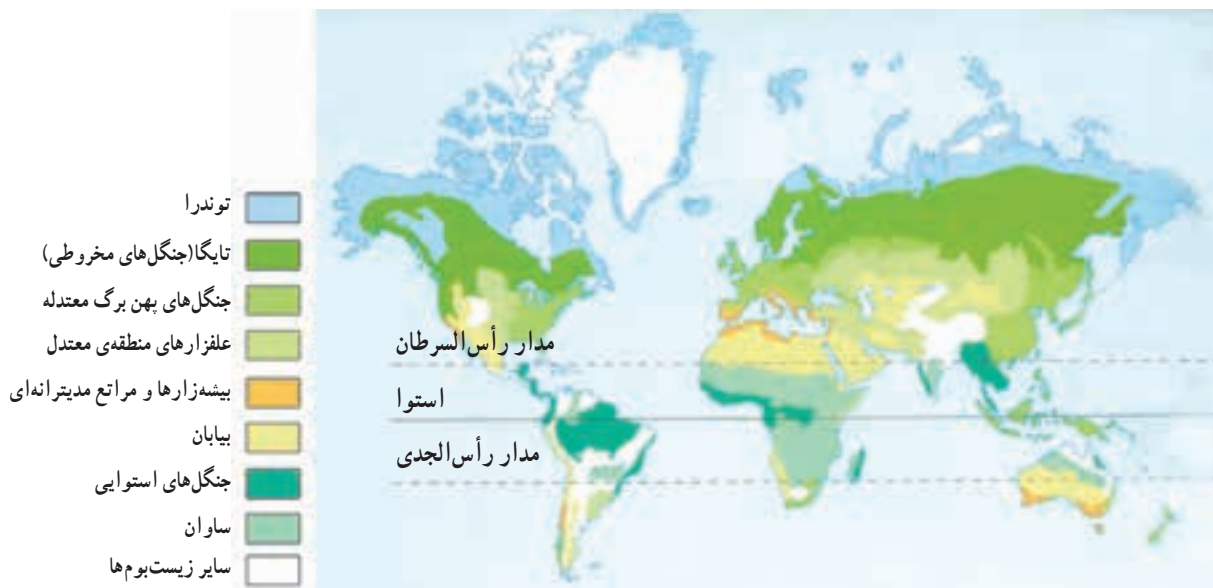 توندرا
تایگا(جنگل‌های مخروطی)
جنگل‌های پهن برگ معتدله
علفزارهای منطقه‌ی معتدل
بیشه‌زارها و مراتع مدیترانه‌ای
بیابان
جنگل‌های استوایی
ساوان
سایر زیست‌بوم‌ها
مدار رأس‌السرطان
استوا
مدار رأس‌الجدی